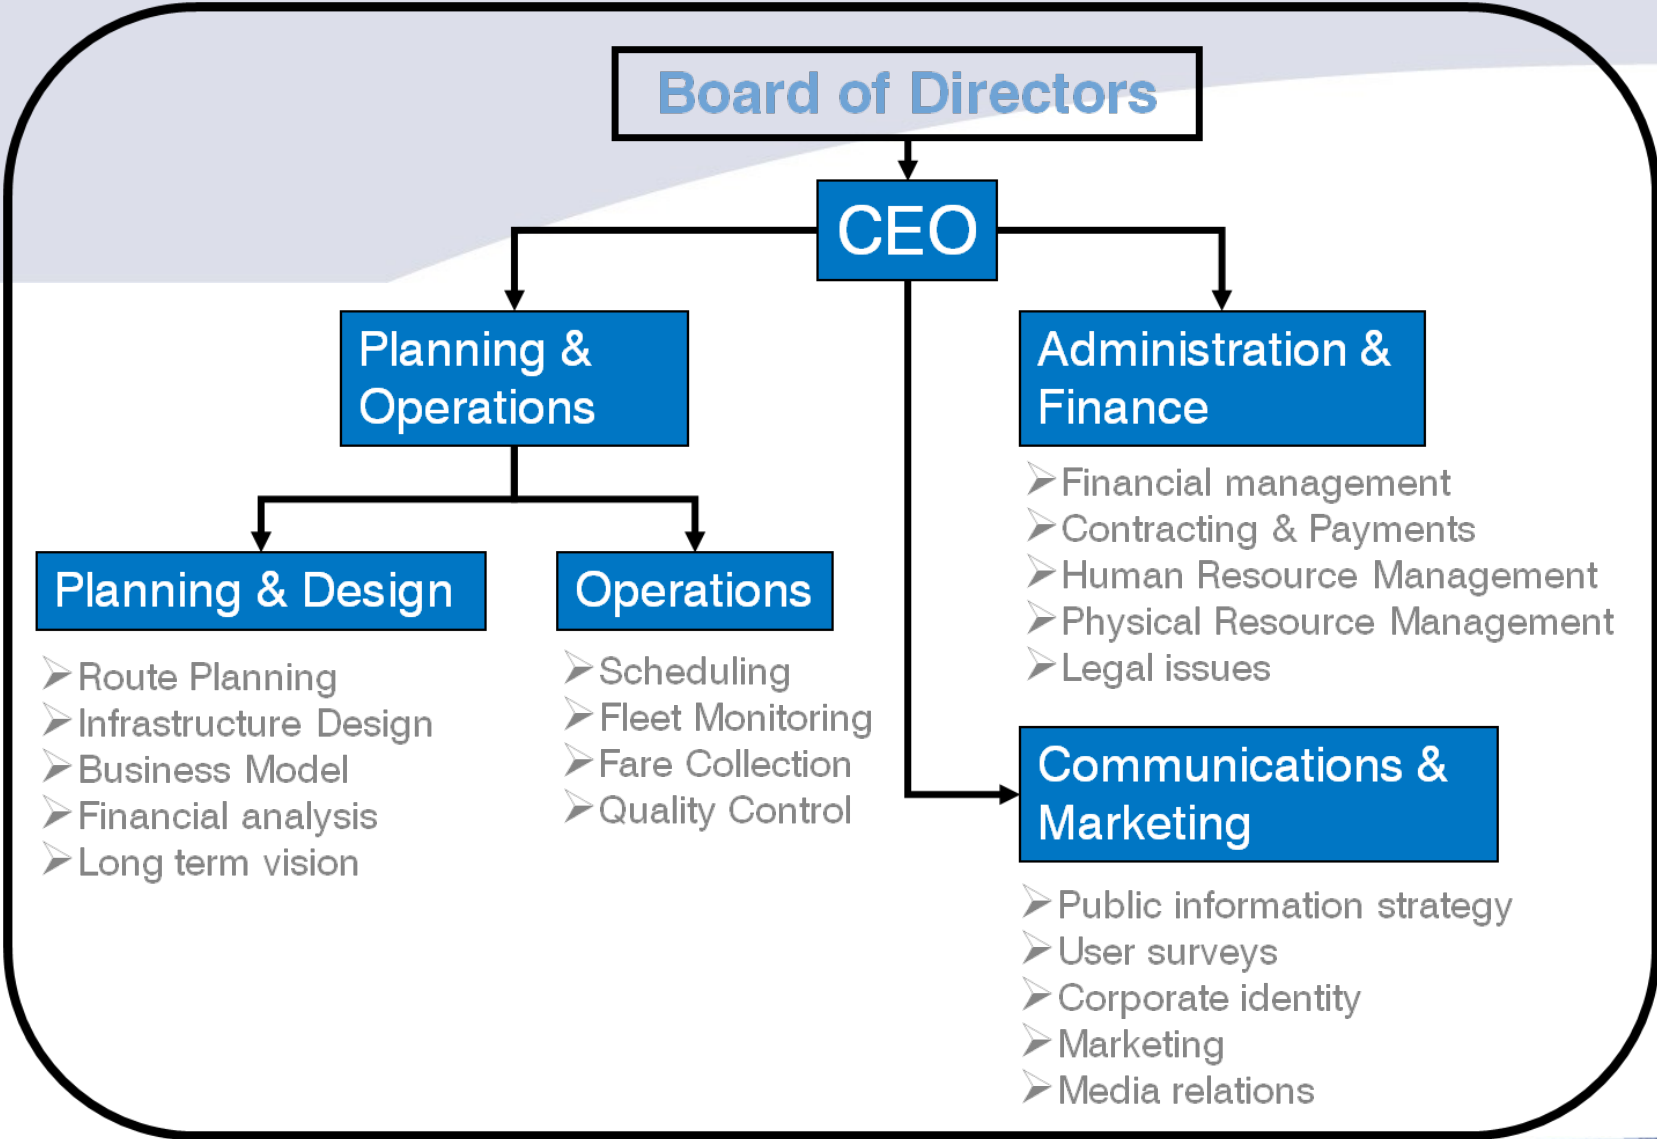 Board of Directors
CEO
Planning &
Operations
Administration &
Finance
Financial management
Contracting & Payments
Human Resource Management
Physical Resource Management
Legal issues
Planning & Design
Route Planning
Infrastructure Design
Business Model
Financial analysis
Long term vision
Operations
Scheduling
Fleet Monitoring
Fare Collection
Quality Control
Communications &
Marketing
Public information strategy
User surveys
Corporate identity
Marketing
Media relations